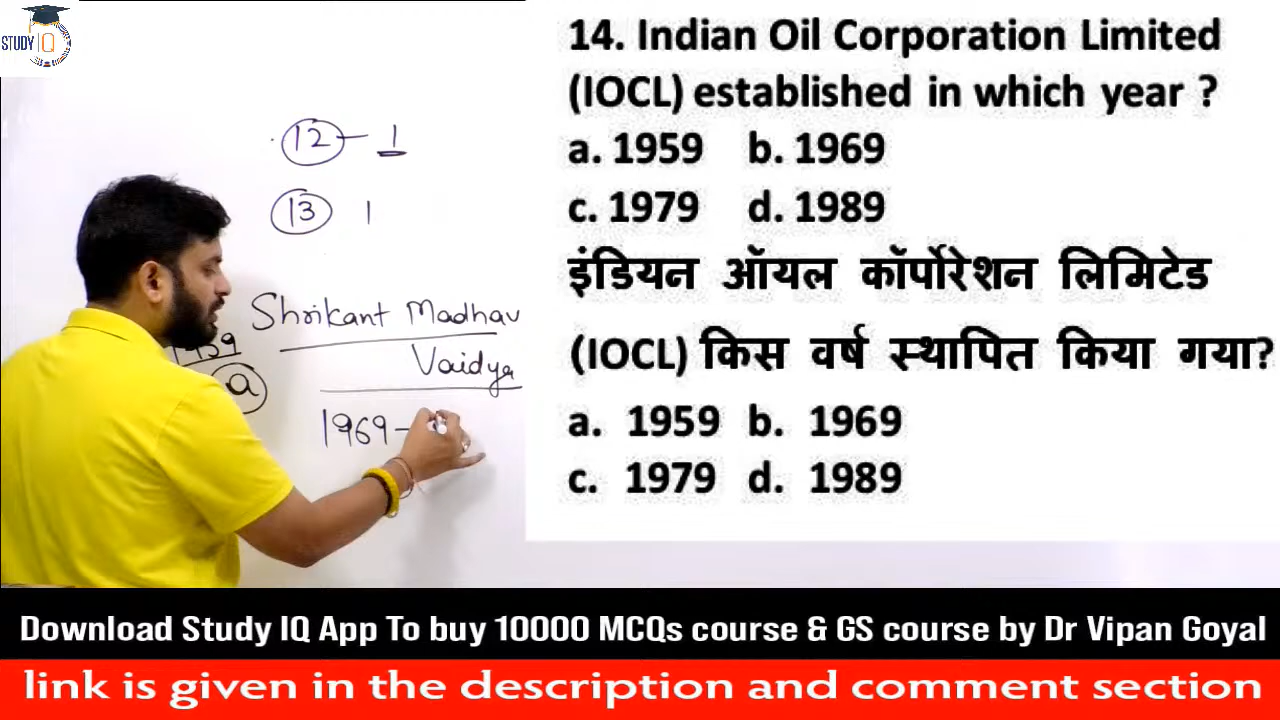 STUDY IQ
12 - 1
13 1
Shrikant Madhav
Vaidya
1959
a
1969 -
14. Indian Oil Corporation Limited
(IOCL) established in which year ?
a. 1959 b. 1969
c. 1979 d. 1989
इंडियन ऑयल कॉर्पोरेशन लिमिटेड
(IOCL) किस वर्ष स्थापित किया गया?
a. 1959 b. 1969
c. 1979 d. 1989
Download Study IQ App To buy 10000 MCQs course & GS course by Dr Vipan Goyal
link is given in the description and comment section